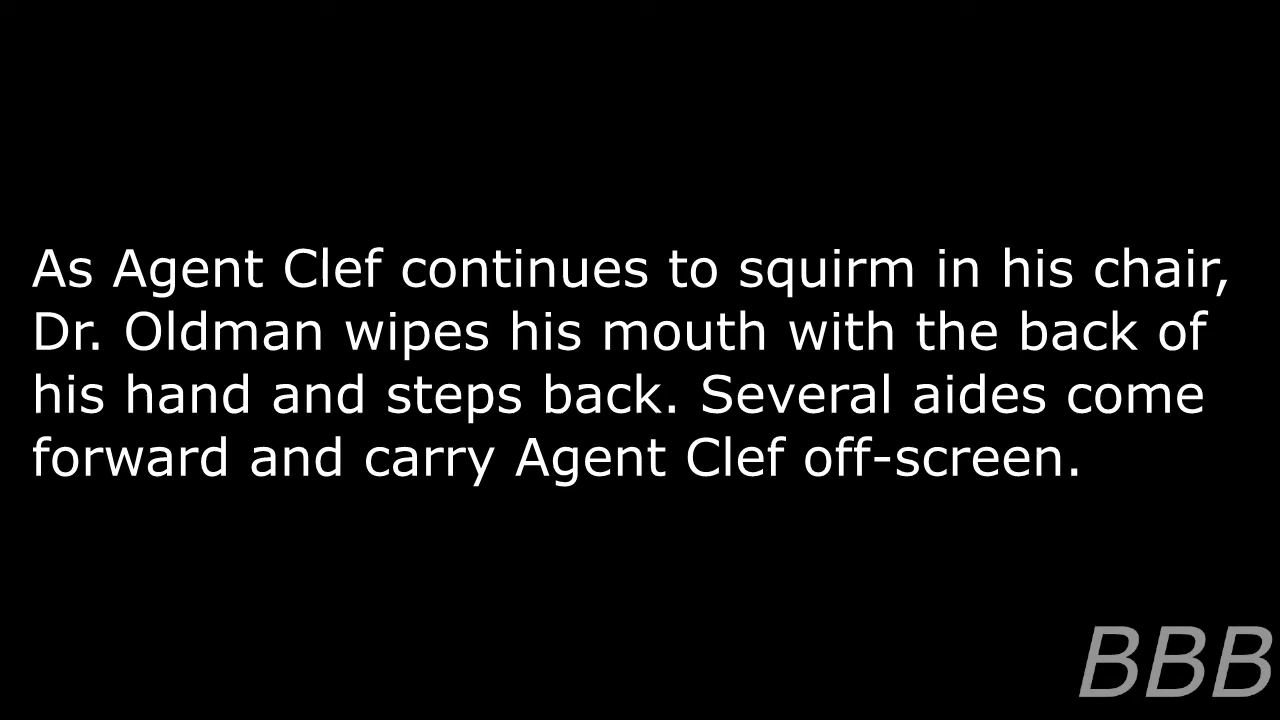 As Agent Clef continues to squirm in his chair,
Dr. Oldman wipes his mouth with the back of
his hand and steps back. Several aides come
forward and carry Agent Clef off-screen.
BBB